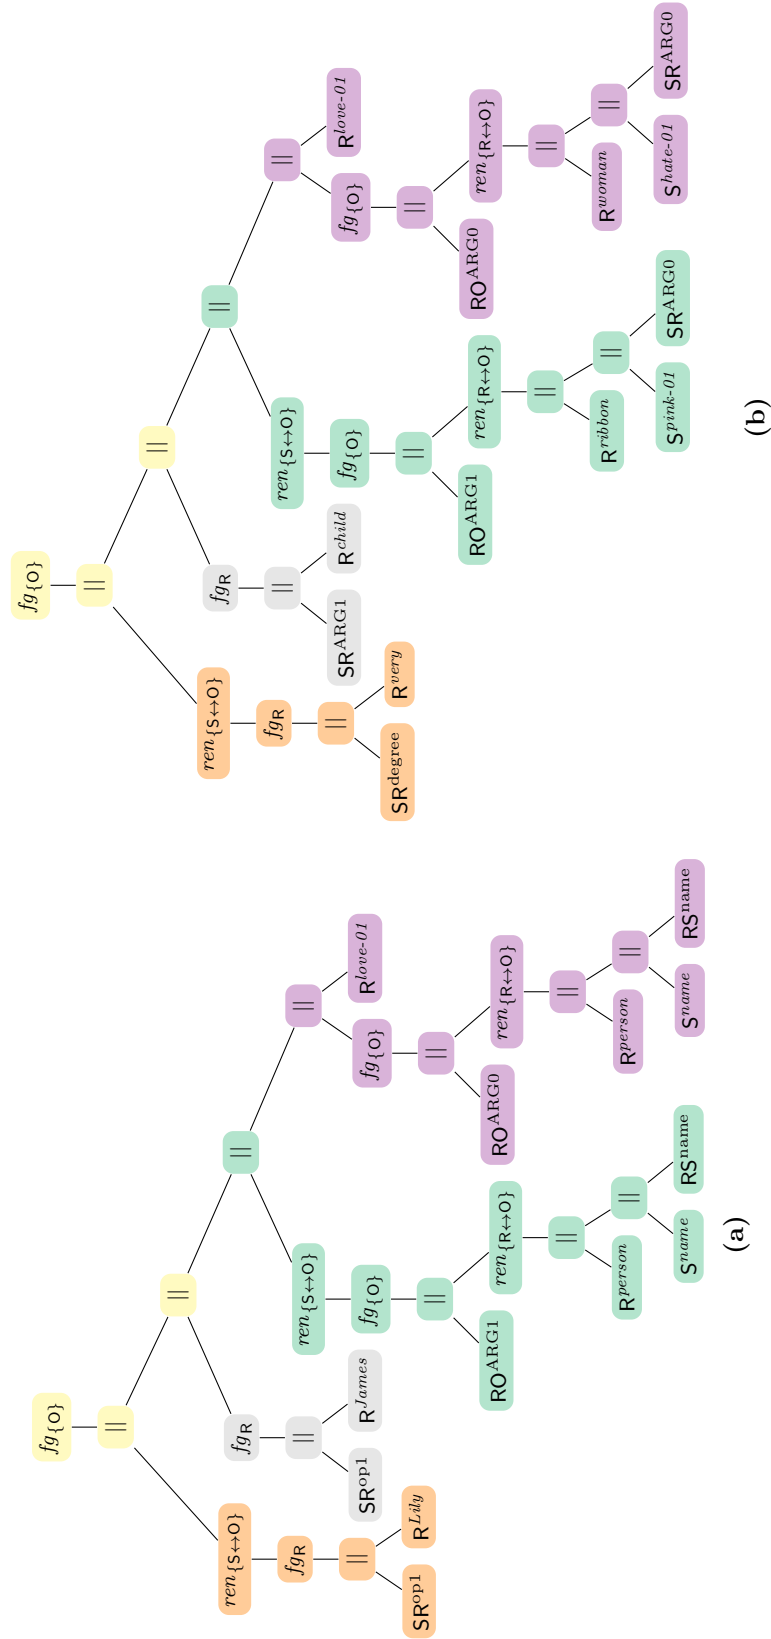 fg{O}
||
ren{S↔O}
||
fgR
||
fgR
||
ren{S↔O}
||
||
SRop1
RLily
SRop1
RJames
fg{O}
fg{O}
Rlove-01
||
||
ROARG1
ren{R↔O}
ROARG0
ren{R↔O}
||
||
Rperson
||
Rperson
||
Sname
RSname
Sname
RSname
(a)
fg{O}
||
||
ren{S↔O}
fgR
||
fgR
||
ren{S↔O}
||
||
SRARG1
Rchild
fg{O}
fg{O}
Rlove-01
SRdegree
Rvery
||
||
ROARG1
ren{R↔O}
ROARG0
ren{R↔O}
||
||
Rribbon
||
Rwoman
||
Spink-01
SRARG0
Shate-01
SRARG0
(b)